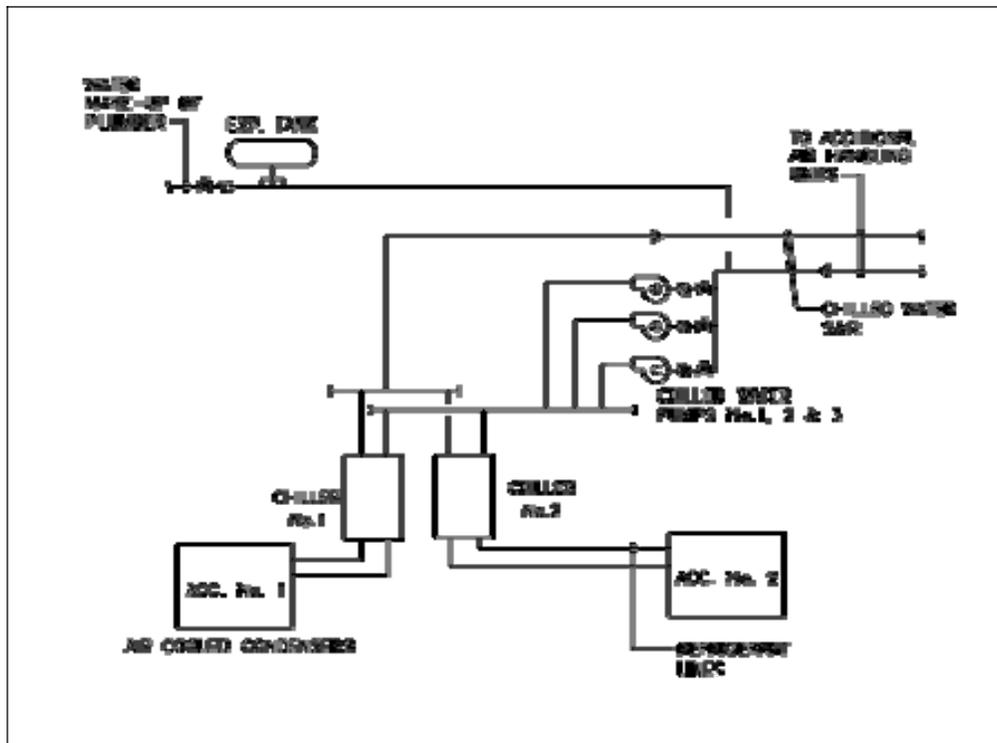 WATER
MAKE-UP BY
PLUMBER
EXP. TANK
TO ADDITIONAL
AIR HANDLING
UNITS
CHILLED WATER
CHILLED WATER
PUMPS No.1, 2 & 3
CHILLER
No.1
CHILLER
No.2
ACC. No. 1
ACC. No. 2
AIR COOLED CONDENSERS
REFRIGERANT
LINES